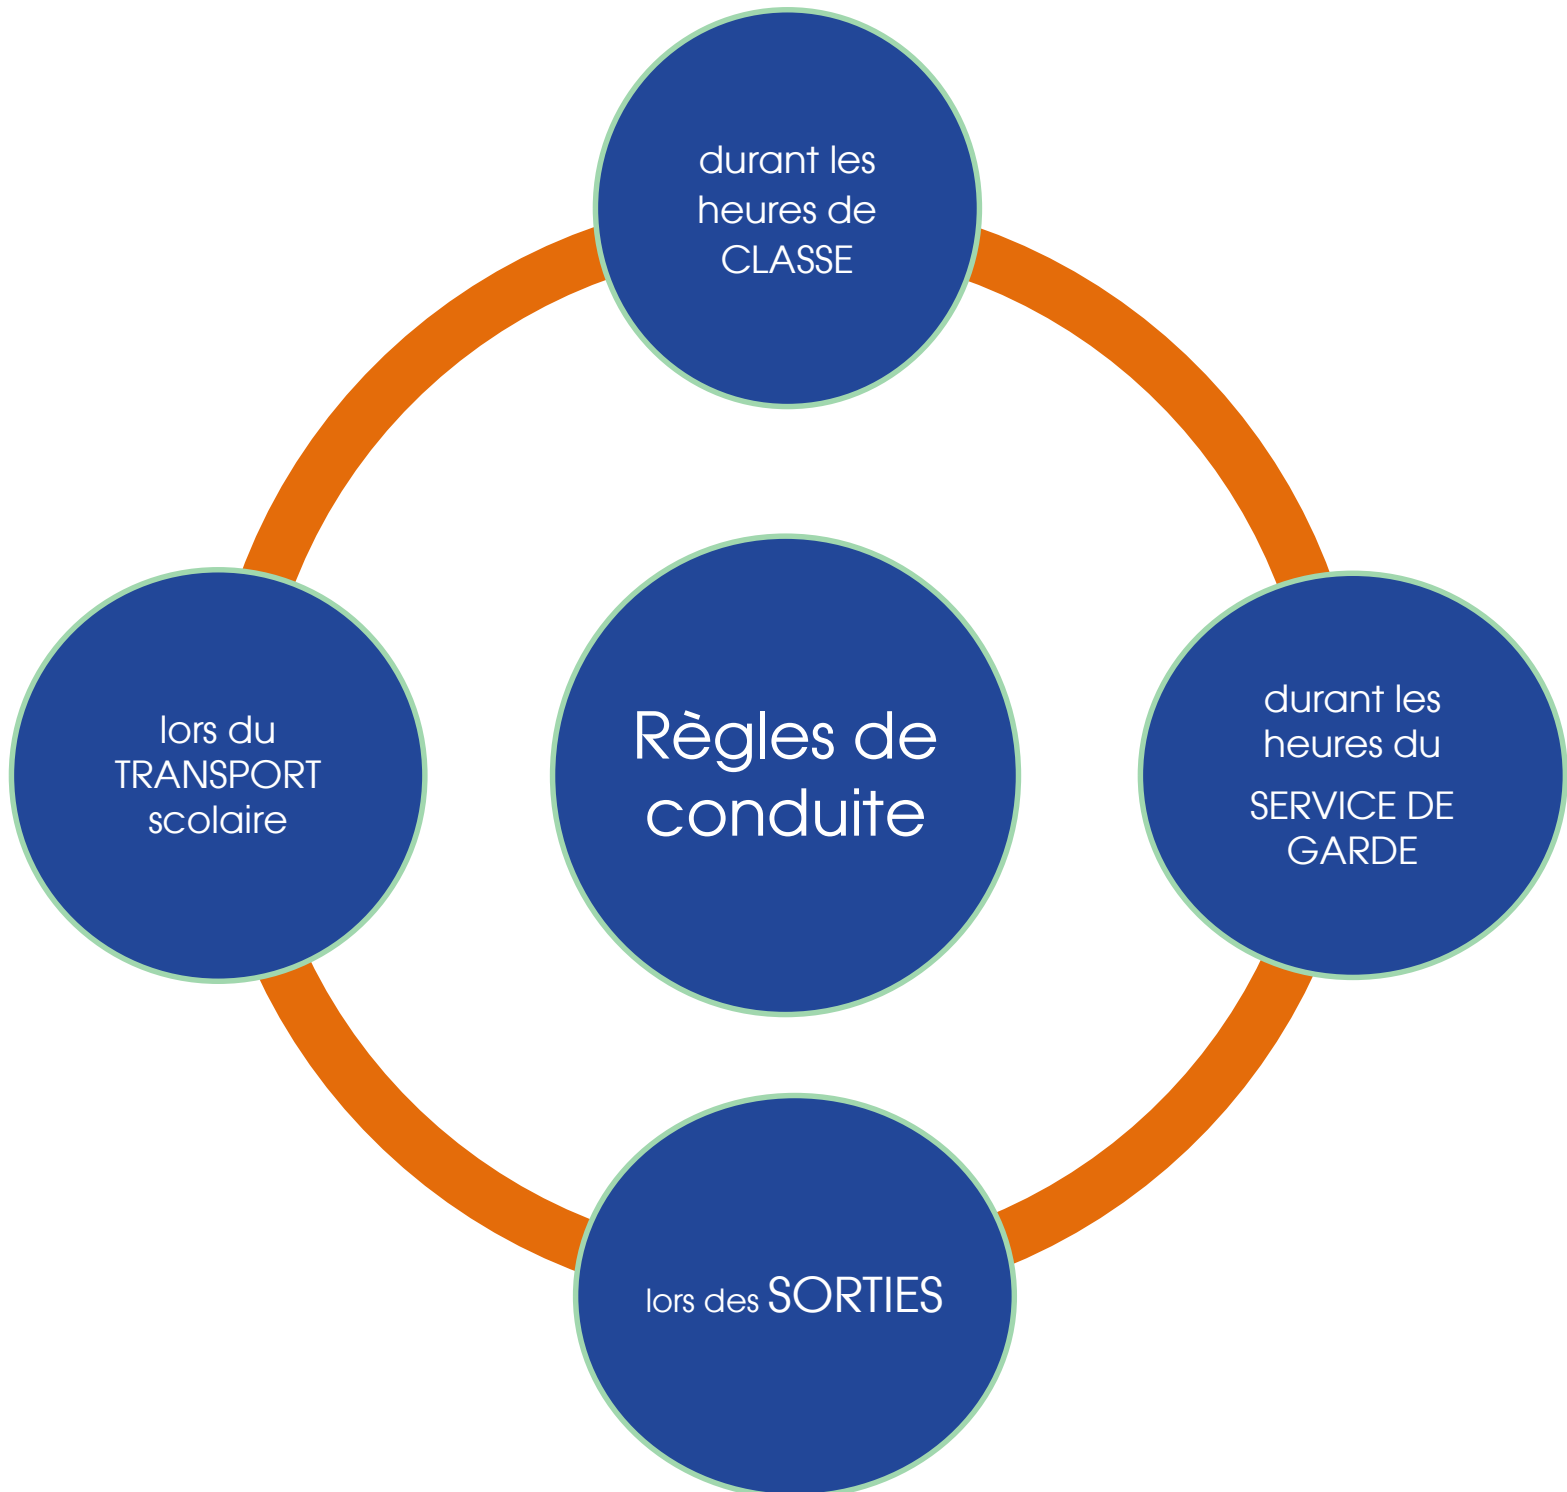 durant les
heures de
CLASSE
Règles de
conduite
durant les
heures du
SERVICE DE
GARDE
lors du
TRANSPORT
scolaire
lors des SORTIES